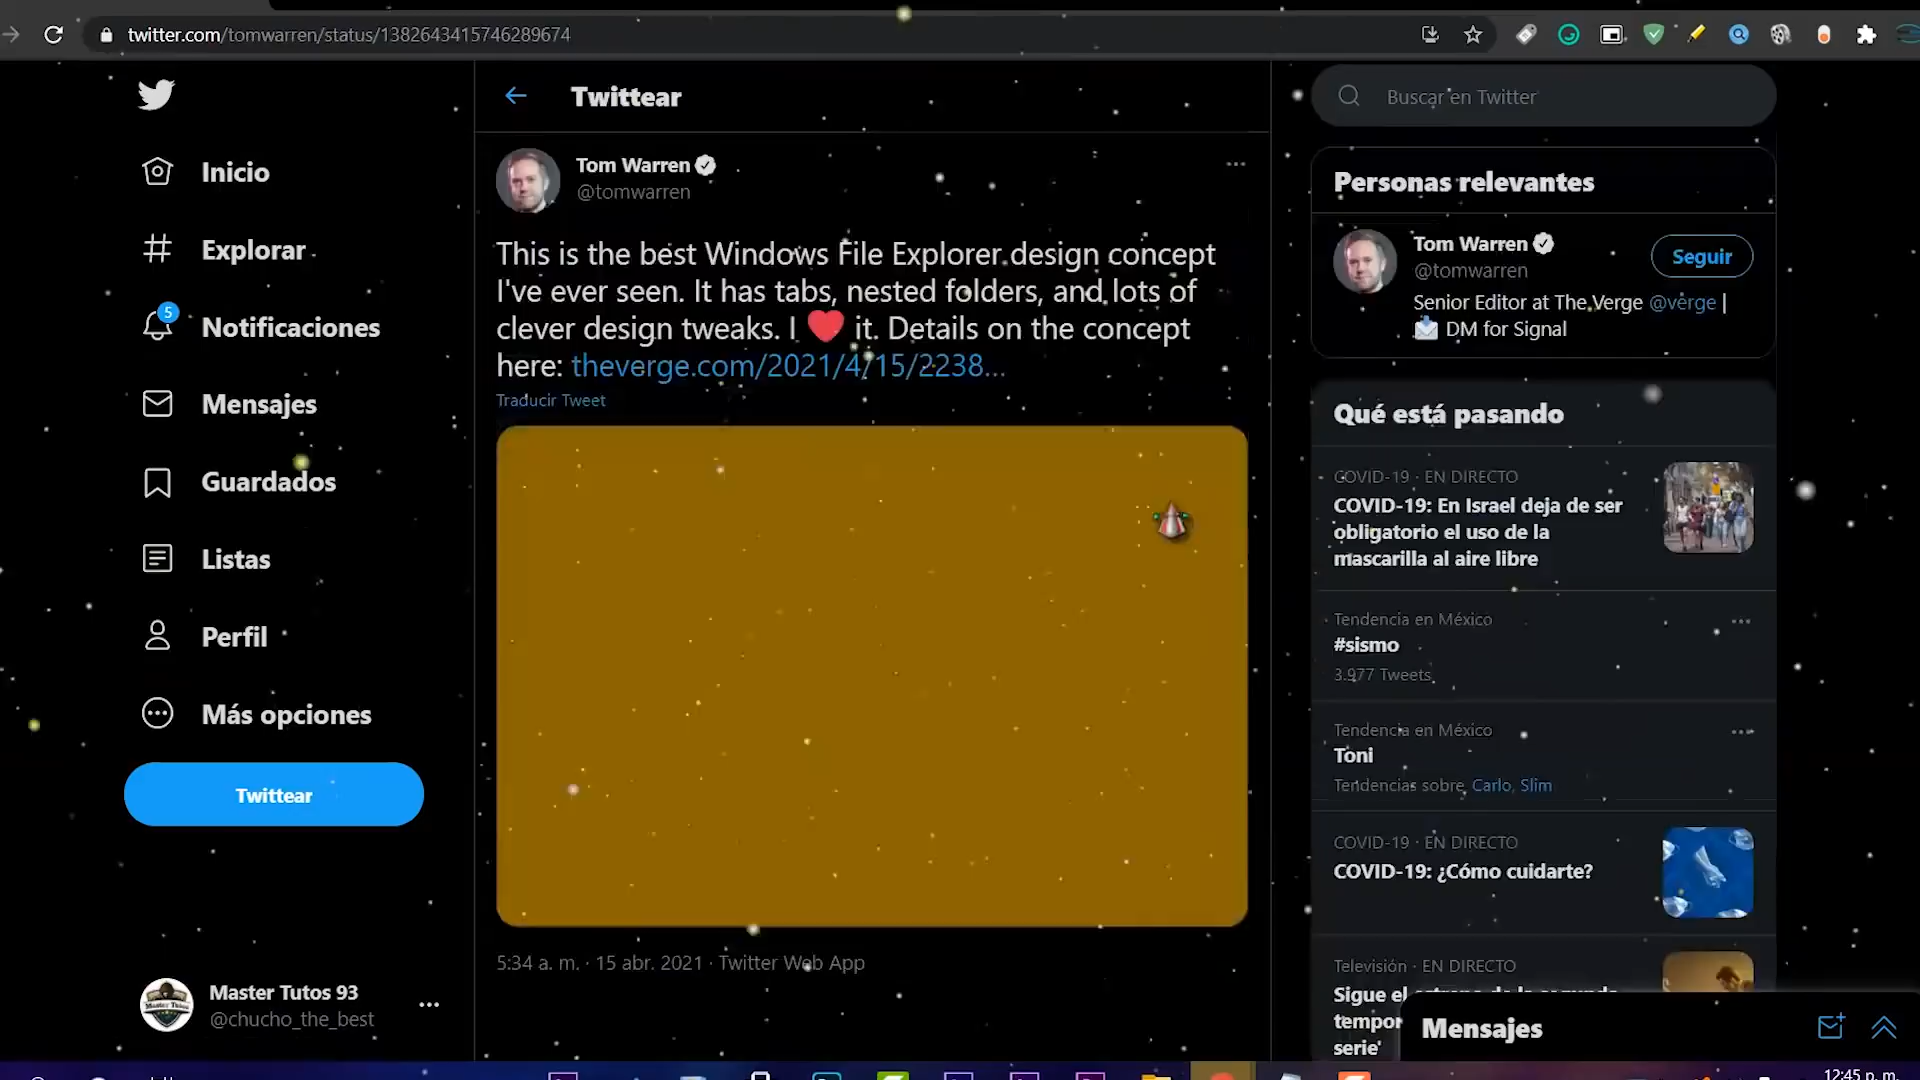 twitter.com/tomwarren/status/1382643415746289674
Inicio
Explorar
5
Notificaciones
Mensajes
Guardados
Listas
Perfil
Más opciones
Twittear
Master Tutos 93
@chucho_the_best
Twittear
Tom Warren
@tomwarren
This is the best Windows File Explorer design concept
I've ever seen. It has tabs, nested folders, and lots of
clever design tweaks. I ❤️ it. Details on the concept
here: theverge.com/2021/4/15/2238...
Traducir Tweet
5:34 a. m. · 15 abr. 2021 · Twitter Web App
Buscar en Twitter
Personas relevantes
Tom Warren
@tomwarren
Seguir
Senior Editor at The Verge @verge |
📩 DM for Signal
Qué está pasando
COVID-19 · EN DIRECTO
COVID-19: En Israel deja de ser
obligatorio el uso de la
mascarilla al aire libre
Tendencia en México
#sismo
3.977 Tweets
Tendencia en México
Toni
Tendencias sobre Carlo, Slim
COVID-19 · EN DIRECTO
COVID-19: ¿Cómo cuidarte?
Televisión · EN DIRECTO
Sigue el
tempor
serie'
Mensajes
12:45 p. m.